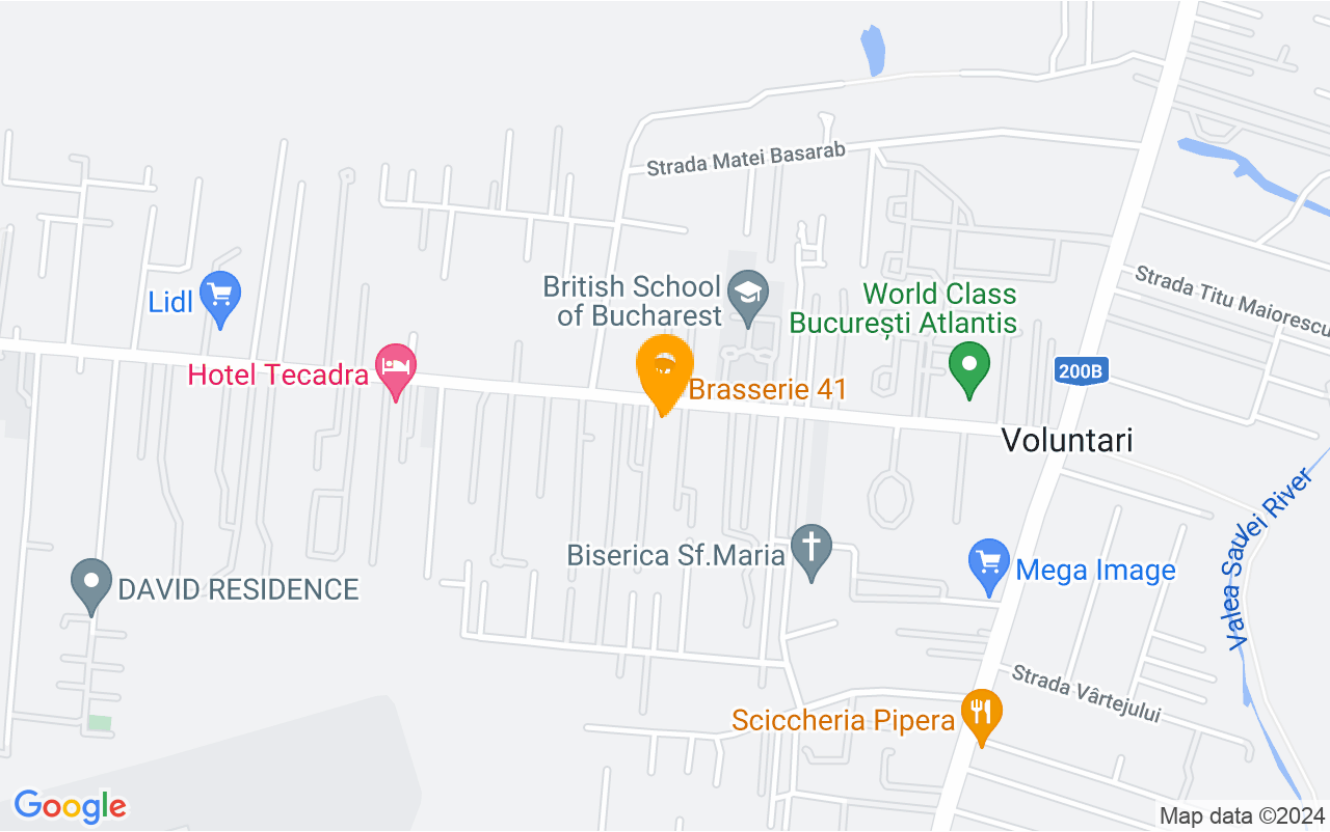 Strada Matei Basarab
Strada Titu Maiorescu
British School
of Bucharest
World Class
București Atlantis
Lidl
Hotel Tecadra
Brasserie 41
200B
Voluntari
Valea Saulei River
Biserica Sf.Maria
Mega Image
DAVID RESIDENCE
Strada Vârtejului
Sciccheria Pipera
Google
Map data ©2024